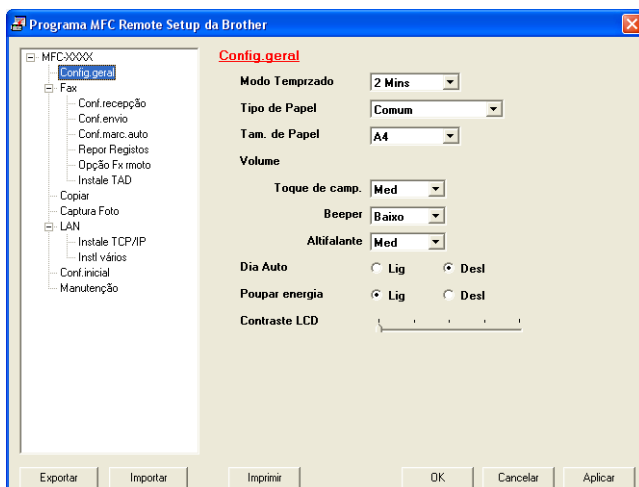 Programa MFC Remote Setup da Brother
MFC-XXXX
Config.geral
Fax
Conf.recepção
Conf.envio
Conf.marc.auto
Repor Registos
Opção Fx rmoto
Instale TAD
Copiar
Captura Foto
LAN
Instale TCP/IP
Instl vários
Conf.inicial
Manutenção
Config.geral
Modo Temprzado 2 Mins
Tipo de Papel Comum
Tam. de Papel A4
Volume
Toque de camp. Med
Beeper Baixo
Altifalante Med
Dia Auto Lig Desl
Poupar energia Lig Desl
Contraste LCD
Exportar Importar Imprimir OK Cancelar Aplicar